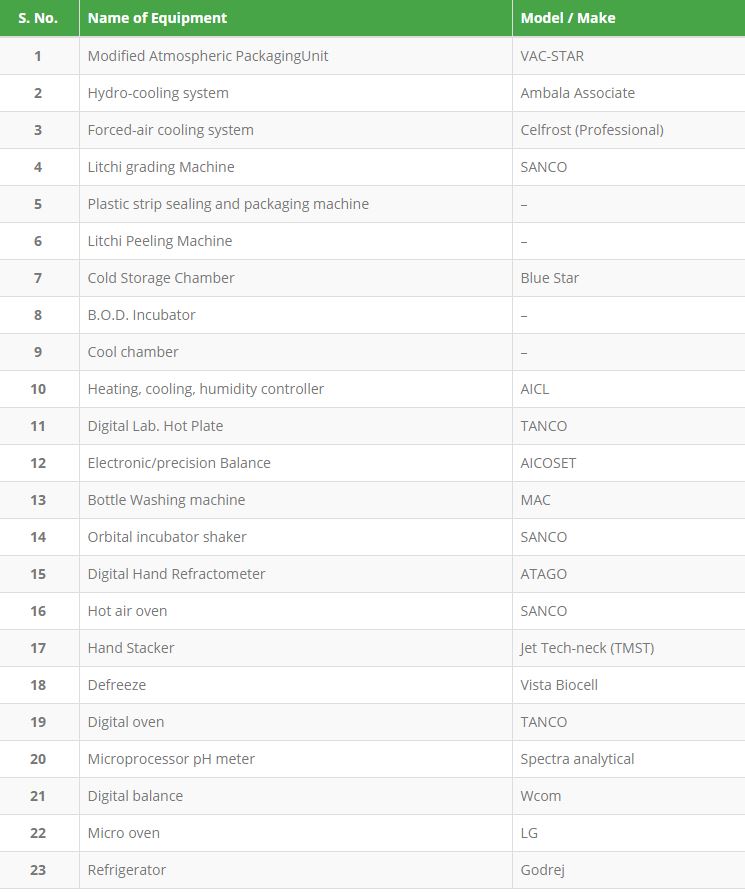 S. No. Name of Equipment Model / Make
1 Modified Atmospheric PackagingUnit VAC-STAR
2 Hydro-cooling system Ambala Associate
3 Forced-air cooling system Celfrost (Professional)
4 Litchi grading Machine SANCO
5 Plastic strip sealing and packaging machine –
6 Litchi Peeling Machine –
7 Cold Storage Chamber Blue Star
8 B.O.D. Incubator –
9 Cool chamber –
10 Heating, cooling, humidity controller AICL
11 Digital Lab. Hot Plate TANCO
12 Electronic/precision Balance AICOSET
13 Bottle Washing machine MAC
14 Orbital incubator shaker SANCO
15 Digital Hand Refractometer ATAGO
16 Hot air oven SANCO
17 Hand Stacker Jet Tech-neck (TMST)
18 Defreeze Vista Biocell
19 Digital oven TANCO
20 Microprocessor pH meter Spectra analytical
21 Digital balance Wcom
22 Micro oven LG
23 Refrigerator Godrej